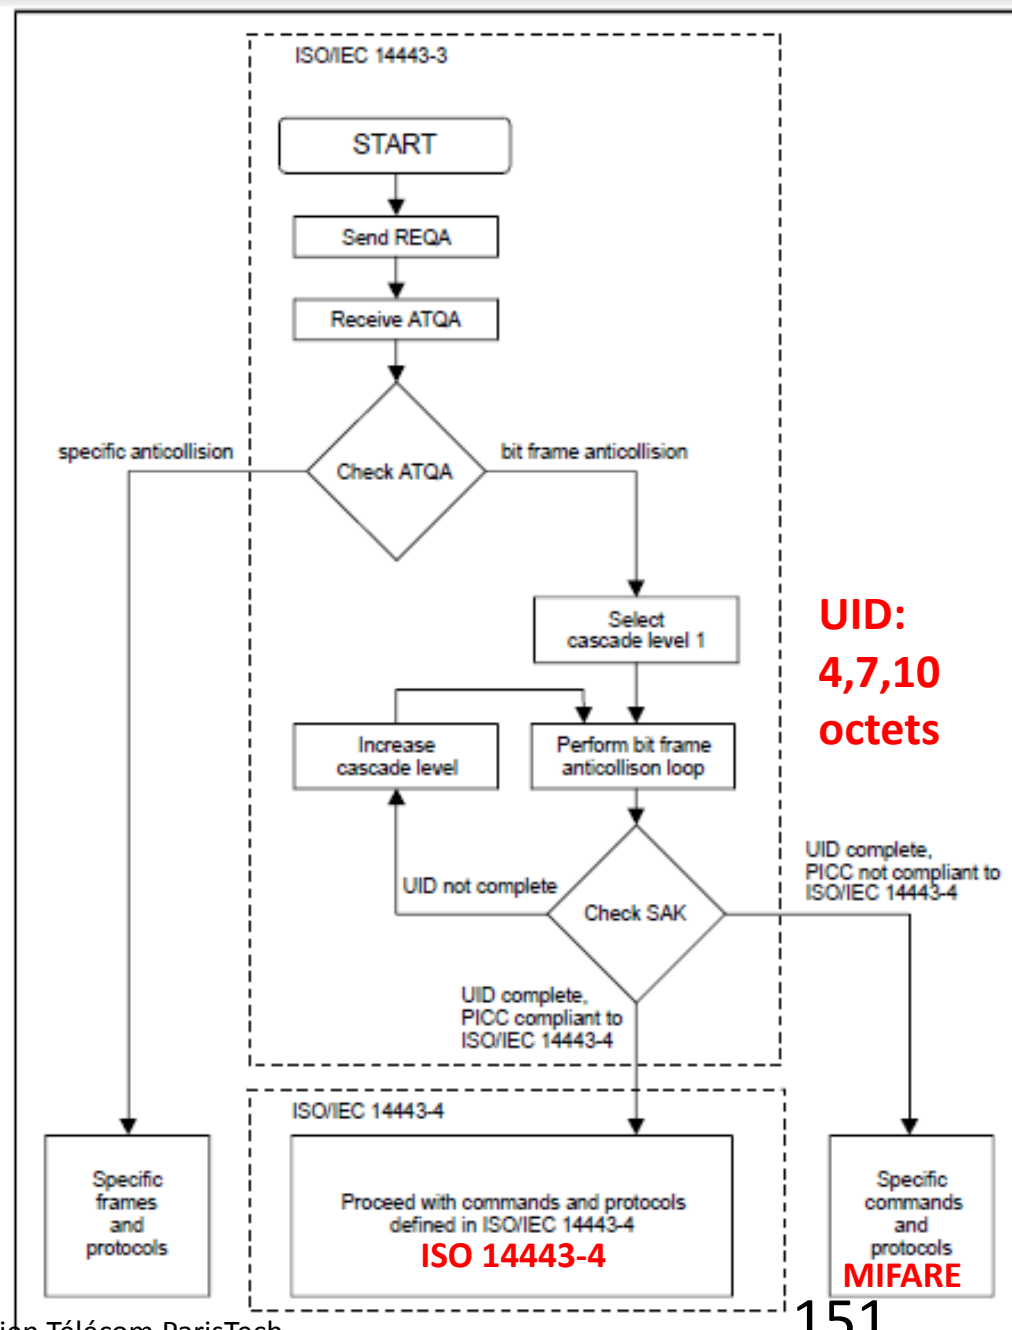 ISO/IEC 14443-3
START
Send REQA
Receive ATQA
specific anticollision
bit frame anticollision
Check ATQA
Select
cascade level 1
UID:
4,7,10
octets
Increase
cascade level
Perform bit frame
anticollison loop
UID complete,
PICC not compliant to
ISO/IEC 14443-4
UID not complete
Check SAK
UID complete,
PICC compliant to
ISO/IEC 14443-4
ISO/IEC 14443-4
Specific
frames
and
protocols
Proceed with commands and protocols
defined in ISO/IEC 14443-4
ISO 14443-4
Specific
commands
and
protocols
MIFARE
151
Télécom ParisTech